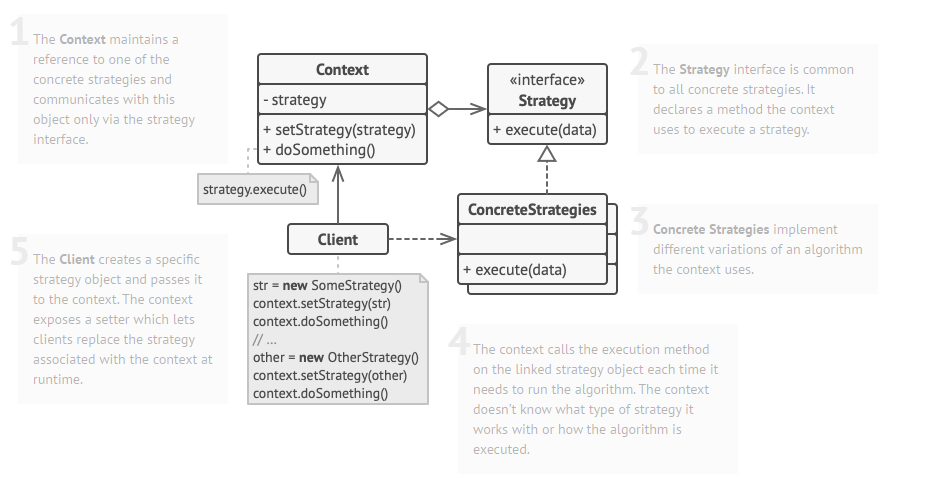 1
The Context maintains a
reference to one of the
concrete strategies and
communicates with this
object only via the strategy
interface.
Context
- strategy
+ setStrategy(strategy)
+ doSomething()
strategy.execute()
«interface»
Strategy
+ execute(data)
2
The Strategy interface is common
to all concrete strategies. It
declares a method the context
uses to execute a strategy.
ConcreteStrategies
+ execute(data)
3
Concrete Strategies implement
different variations of an algorithm
the context uses.
Client
str = new SomeStrategy()
context.setStrategy(str)
context.doSomething()
// ...
other = new OtherStrategy()
context.setStrategy(other)
context.doSomething()
4
The context calls the execution method
on the linked strategy object each time it
needs to run the algorithm. The context
doesn't know what type of strategy it
works with or how the algorithm is
executed.
5
The Client creates a specific
strategy object and passes it
to the context. The context
exposes a setter which lets
clients replace the strategy
associated with the context at
runtime.